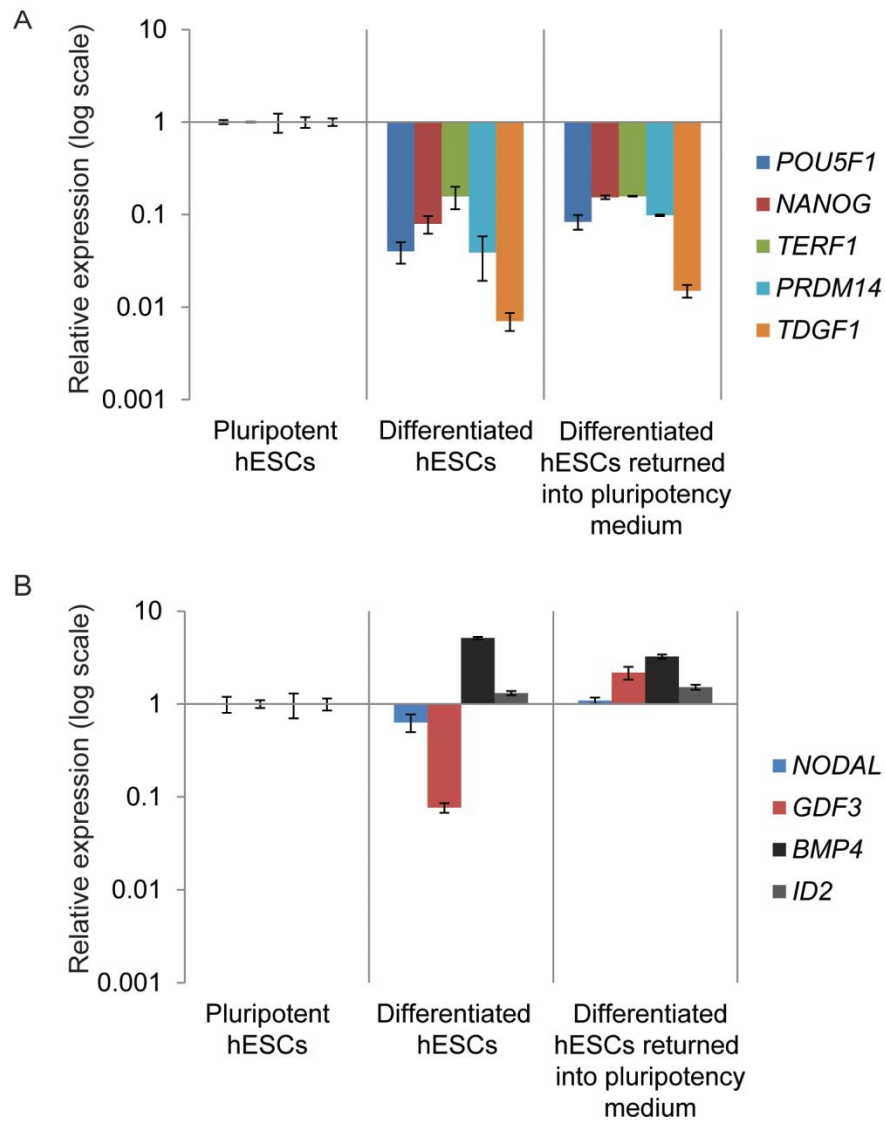 A
Relative expression (log scale)
10
1
0.1
0.01
0.001
Pluripotent
hESCs
Differentiated
hESCs
Differentiated
hESCs returned
into pluripotency
medium
POU5F1
NANOG
TERF1
PRDM14
TDGF1
B
Relative expression (log scale)
10
1
0.1
0.01
0.001
Pluripotent
hESCs
Differentiated
hESCs
Differentiated
hESCs returned
into pluripotency
medium
NODAL
GDF3
BMP4
ID2